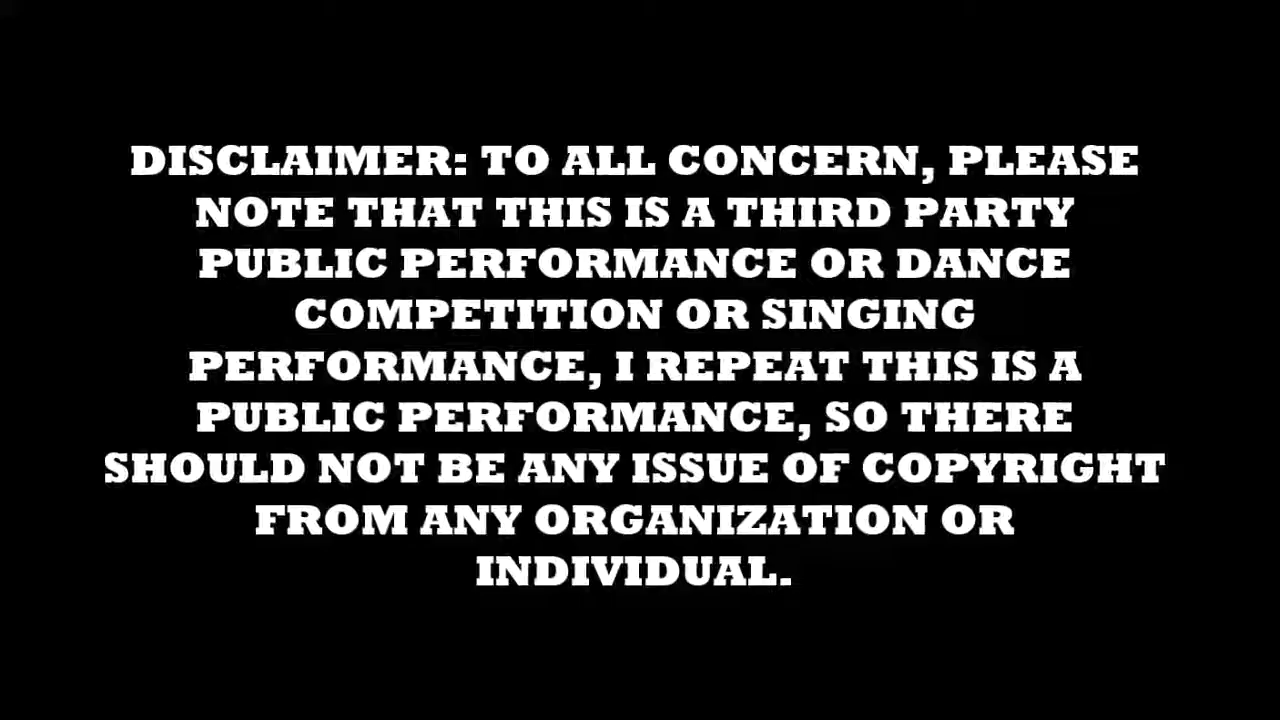 DISCLAIMER: TO ALL CONCERN, PLEASE
NOTE THAT THIS IS A THIRD PARTY
PUBLIC PERFORMANCE OR DANCE
COMPETITION OR SINGING
PERFORMANCE, I REPEAT THIS IS A
PUBLIC PERFORMANCE, SO THERE
SHOULD NOT BE ANY ISSUE OF COPYRIGHT
FROM ANY ORGANIZATION OR
INDIVIDUAL.